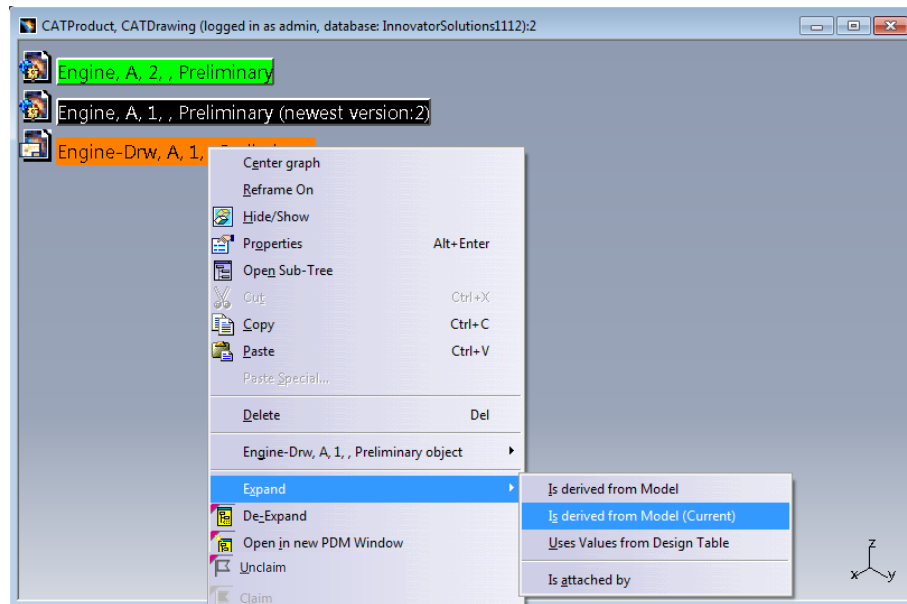 CATProduct, CATDrawing (logged in as admin, database: InnovatorSolutions1112):2
Engine, A, 2, , Preliminary
Engine, A, 1, , Preliminary (newest version:2)
Engine-Drw, A, 1,
Center graph
Reframe On
Hide/Show
Properties Alt+Enter
Open Sub-Tree
Cut Ctrl+X
Copy Ctrl+C
Paste Ctrl+V
Paste Special...
Delete Del
Engine-Drw, A, 1, , Preliminary object
Expand
De-Expand
Open in new PDM Window
Unclaim
Claim
Is derived from Model
Is derived from Model (Current)
Uses Values from Design Table
Is attached by
z
x
y